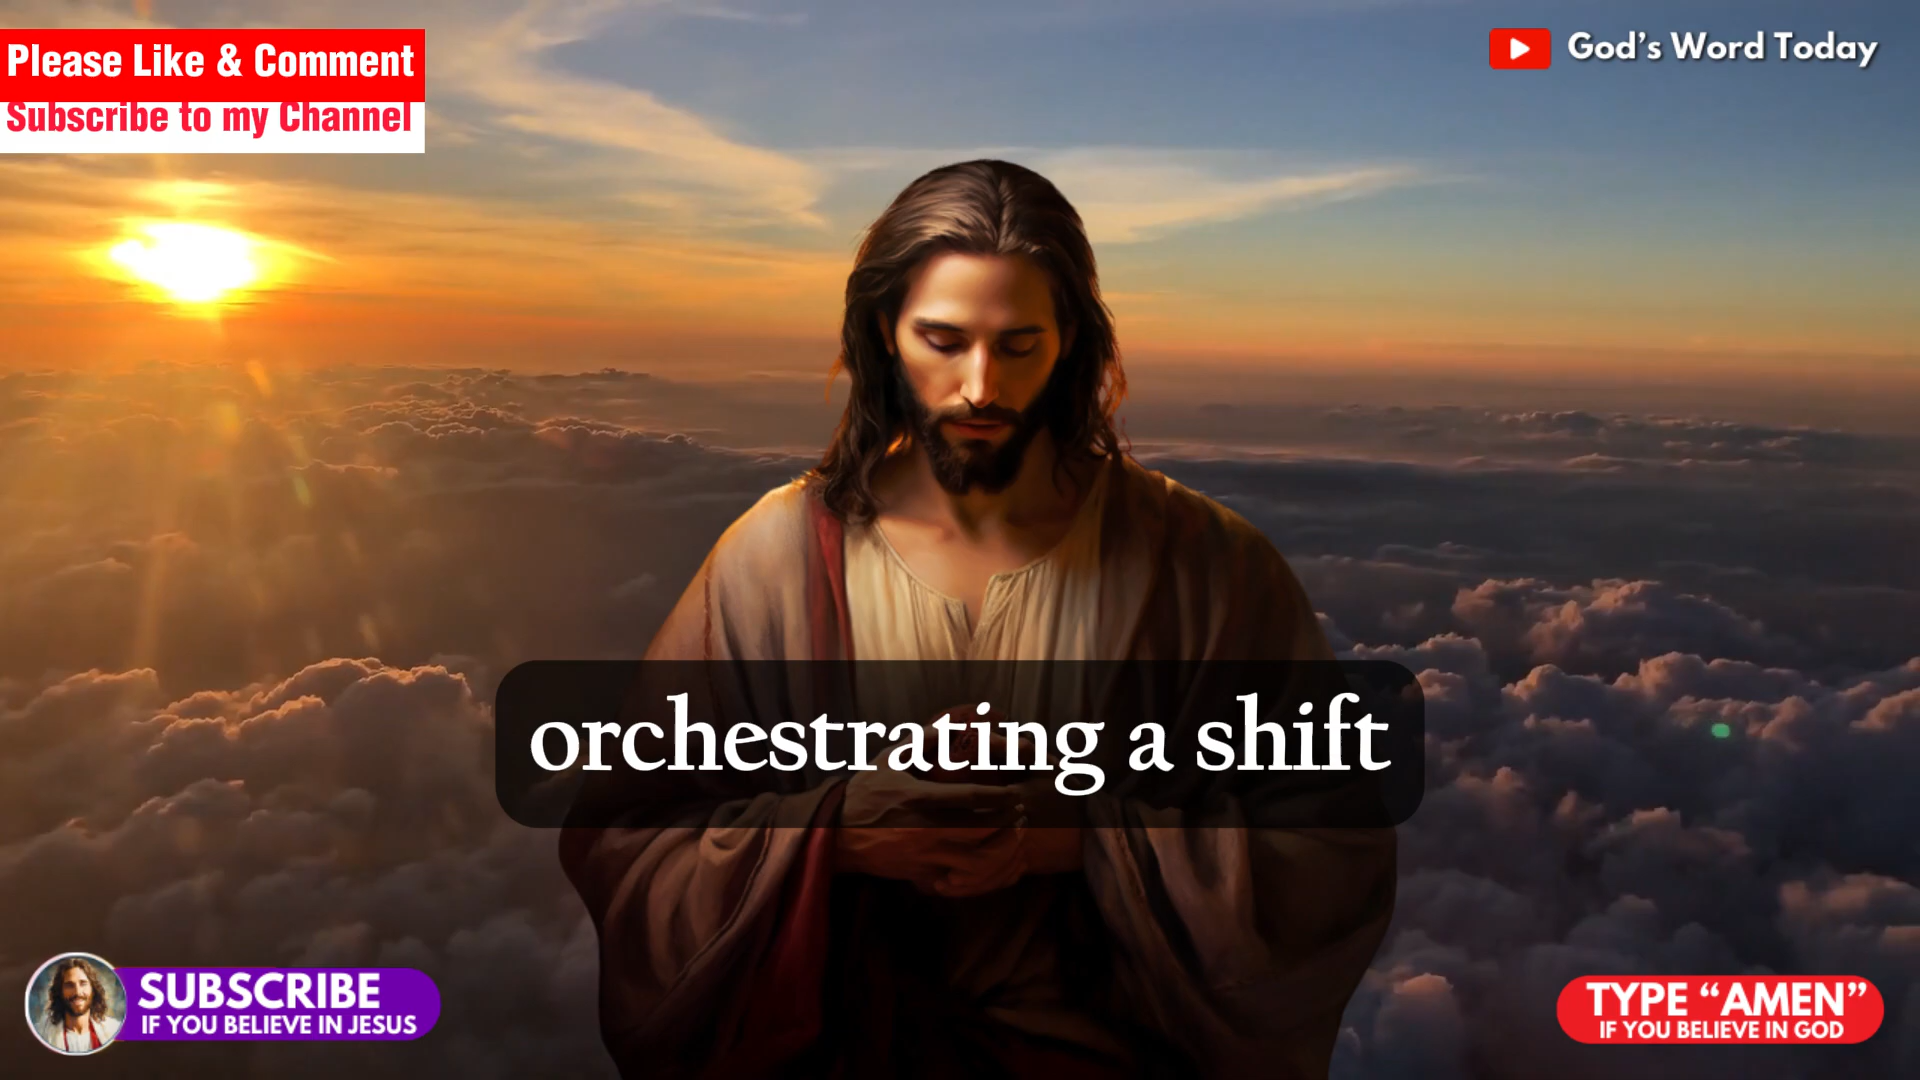 Please Like & Comment
Subscribe to my Channel
God's Word Today
orchestrating a shift
SUBSCRIBE
IF YOU BELIEVE IN JESUS
TYPE “AMEN”
IF YOU BELIEVE IN GOD